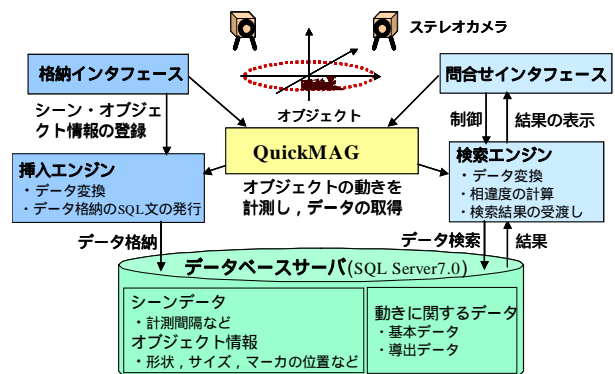 ステレオカメラ
格納インタフェース
問合せインタフェース
シーン・オブジェ
クト情報の登録
オブジェクト
制御
結果の表示
QuickMAG
挿入エンジン
・データ変換
・データ格納のSQL文の発行
オブジェクトの動きを
計測し，データの取得
検索エンジン
・データ変換
・相違度の計算
・検索結果の受渡し
データ格納
データ検索
結果
データベースサーバ(SQL Server7.0)
シーンデータ
・計測間隔など
オブジェクト情報
・形状，サイズ，マーカの位置など
動きに関するデータ
・基本データ
・導出データ